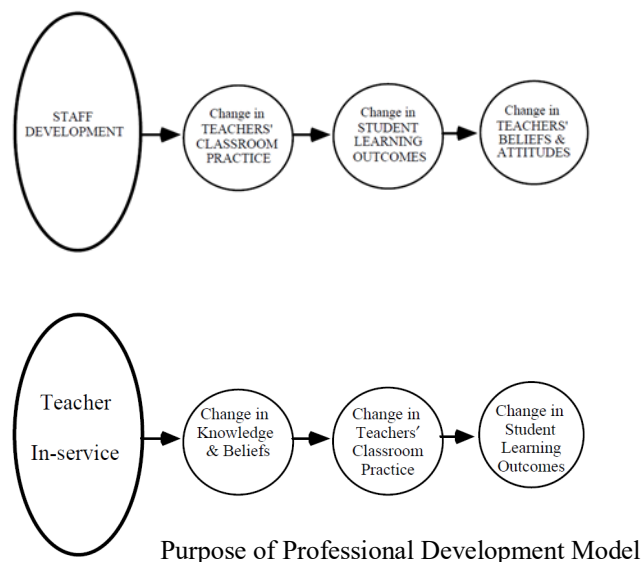 STAFF
DEVELOPMENT
Change in
TEACHERS'
CLASSROOM
PRACTICE
Change in
STUDENT
LEARNING
OUTCOMES
Change in
TEACHERS'
BELIEFS &
ATTITUDES
Teacher
In-service
Change in
Knowledge
& Beliefs
Change in
Teachers′
Classroom
Practice
Change in
Student
Learning
Outcomes
Purpose of Professional Development Model